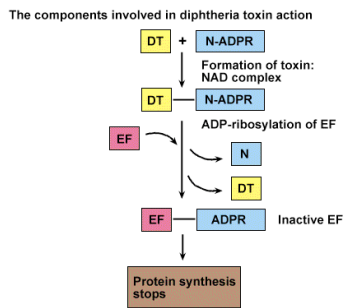 The components involved in diphtheria toxin action
DT + N-ADPR
Formation of toxin:
NAD complex
DT N-ADPR
ADP-ribosylation of EF
EF
N
DT
EF ADPR Inactive EF
Protein synthesis
stops